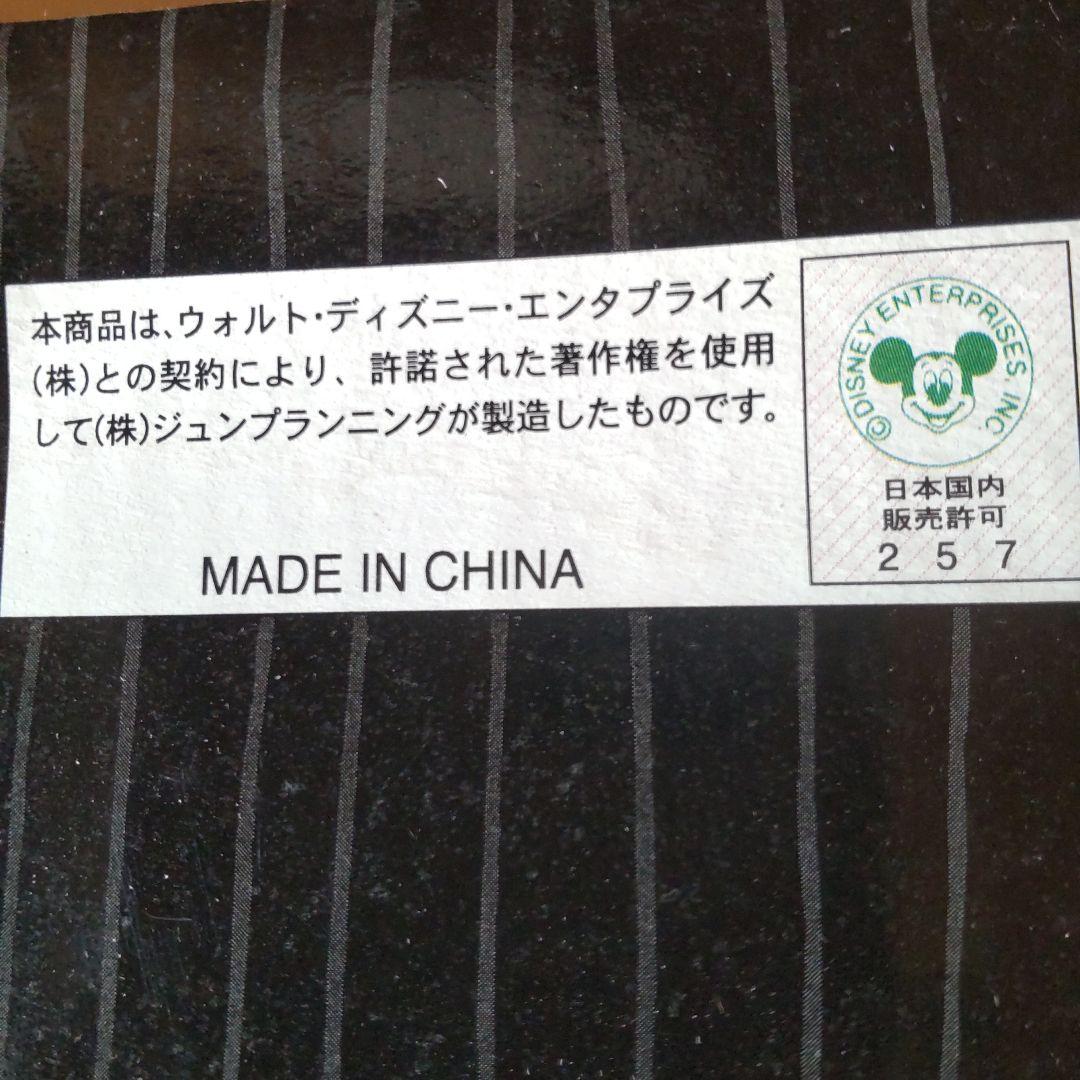 本商品は、ウォルト・ディズニー・エンタプライズ
(株)との契約により、許諾された著作権を使用
して(株)ジュンプランニングが製造したものです。
MADE IN CHINA
©DISNEY ENTERPRISES, INC
日本国内
販売許可
257